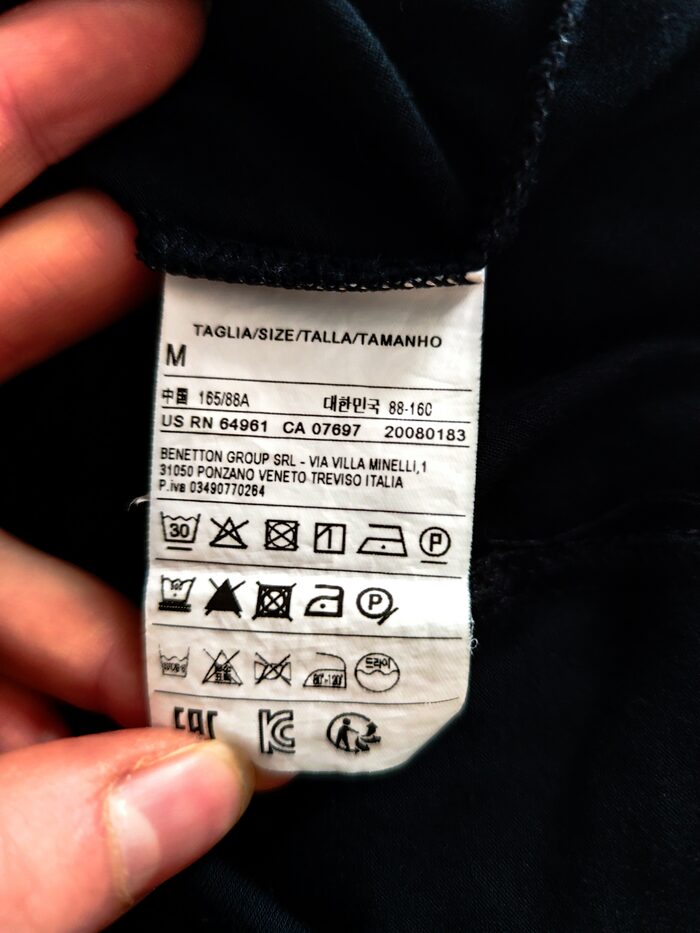 TAGLIA/SIZE/TALLA/TAMANHO
M
中国 165/88A 대한민국 88-160
US RN 64961 CA 07697 20080183
BENETTON GROUP SRL - VIA VILLA MINELLI,1
31050 PONZANO VENETO TREVISO ITALIA
P.iva 03490770264
30 P
P
80°-120° 드라이
EAC